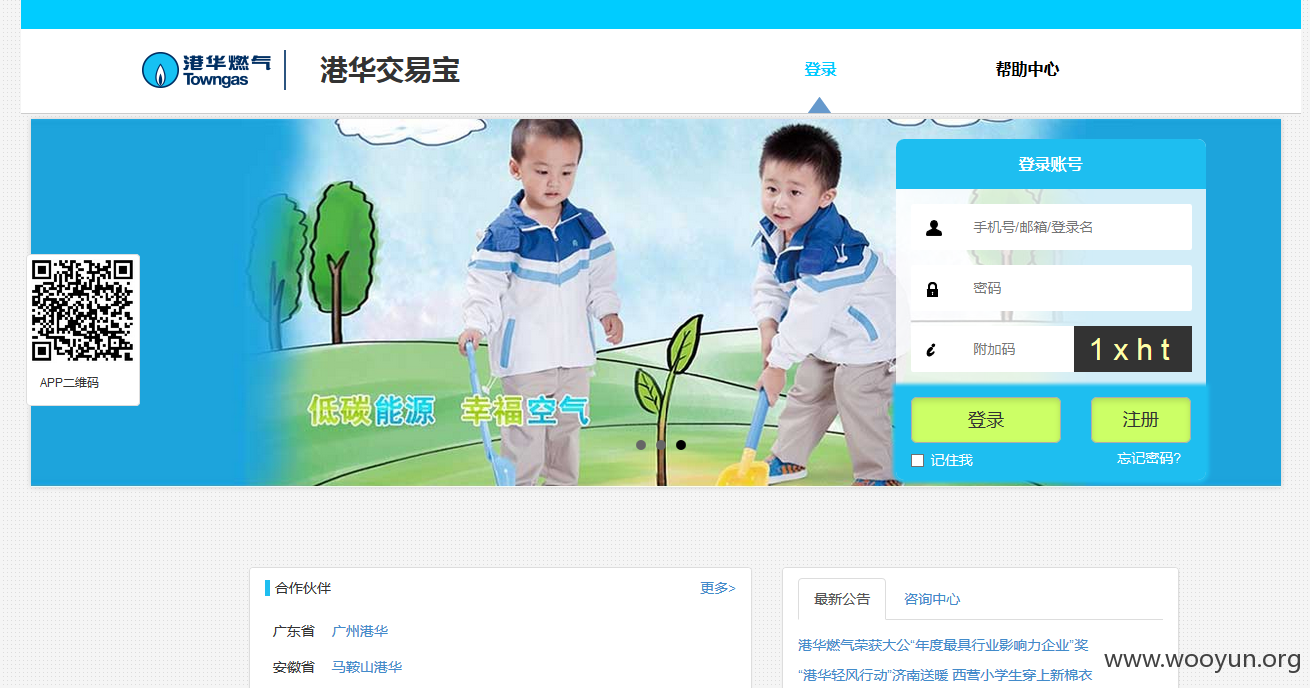 港华燃气
Towngas
港华交易宝
登录
帮助中心
登录账号
手机号/邮箱/登录名
密码
附加码
1xht
登录
注册
记住我
忘记密码?
APP二维码
低碳能源 幸福空气
合作伙伴
更多>
广东省 广州港华
安徽省 马鞍山港华
最新公告
咨询中心
港华燃气荣获大公“年度最具行业影响力企业”奖
“港华轻风行动”济南送暖 西营小学生穿上新棉衣
www.wooyun.org